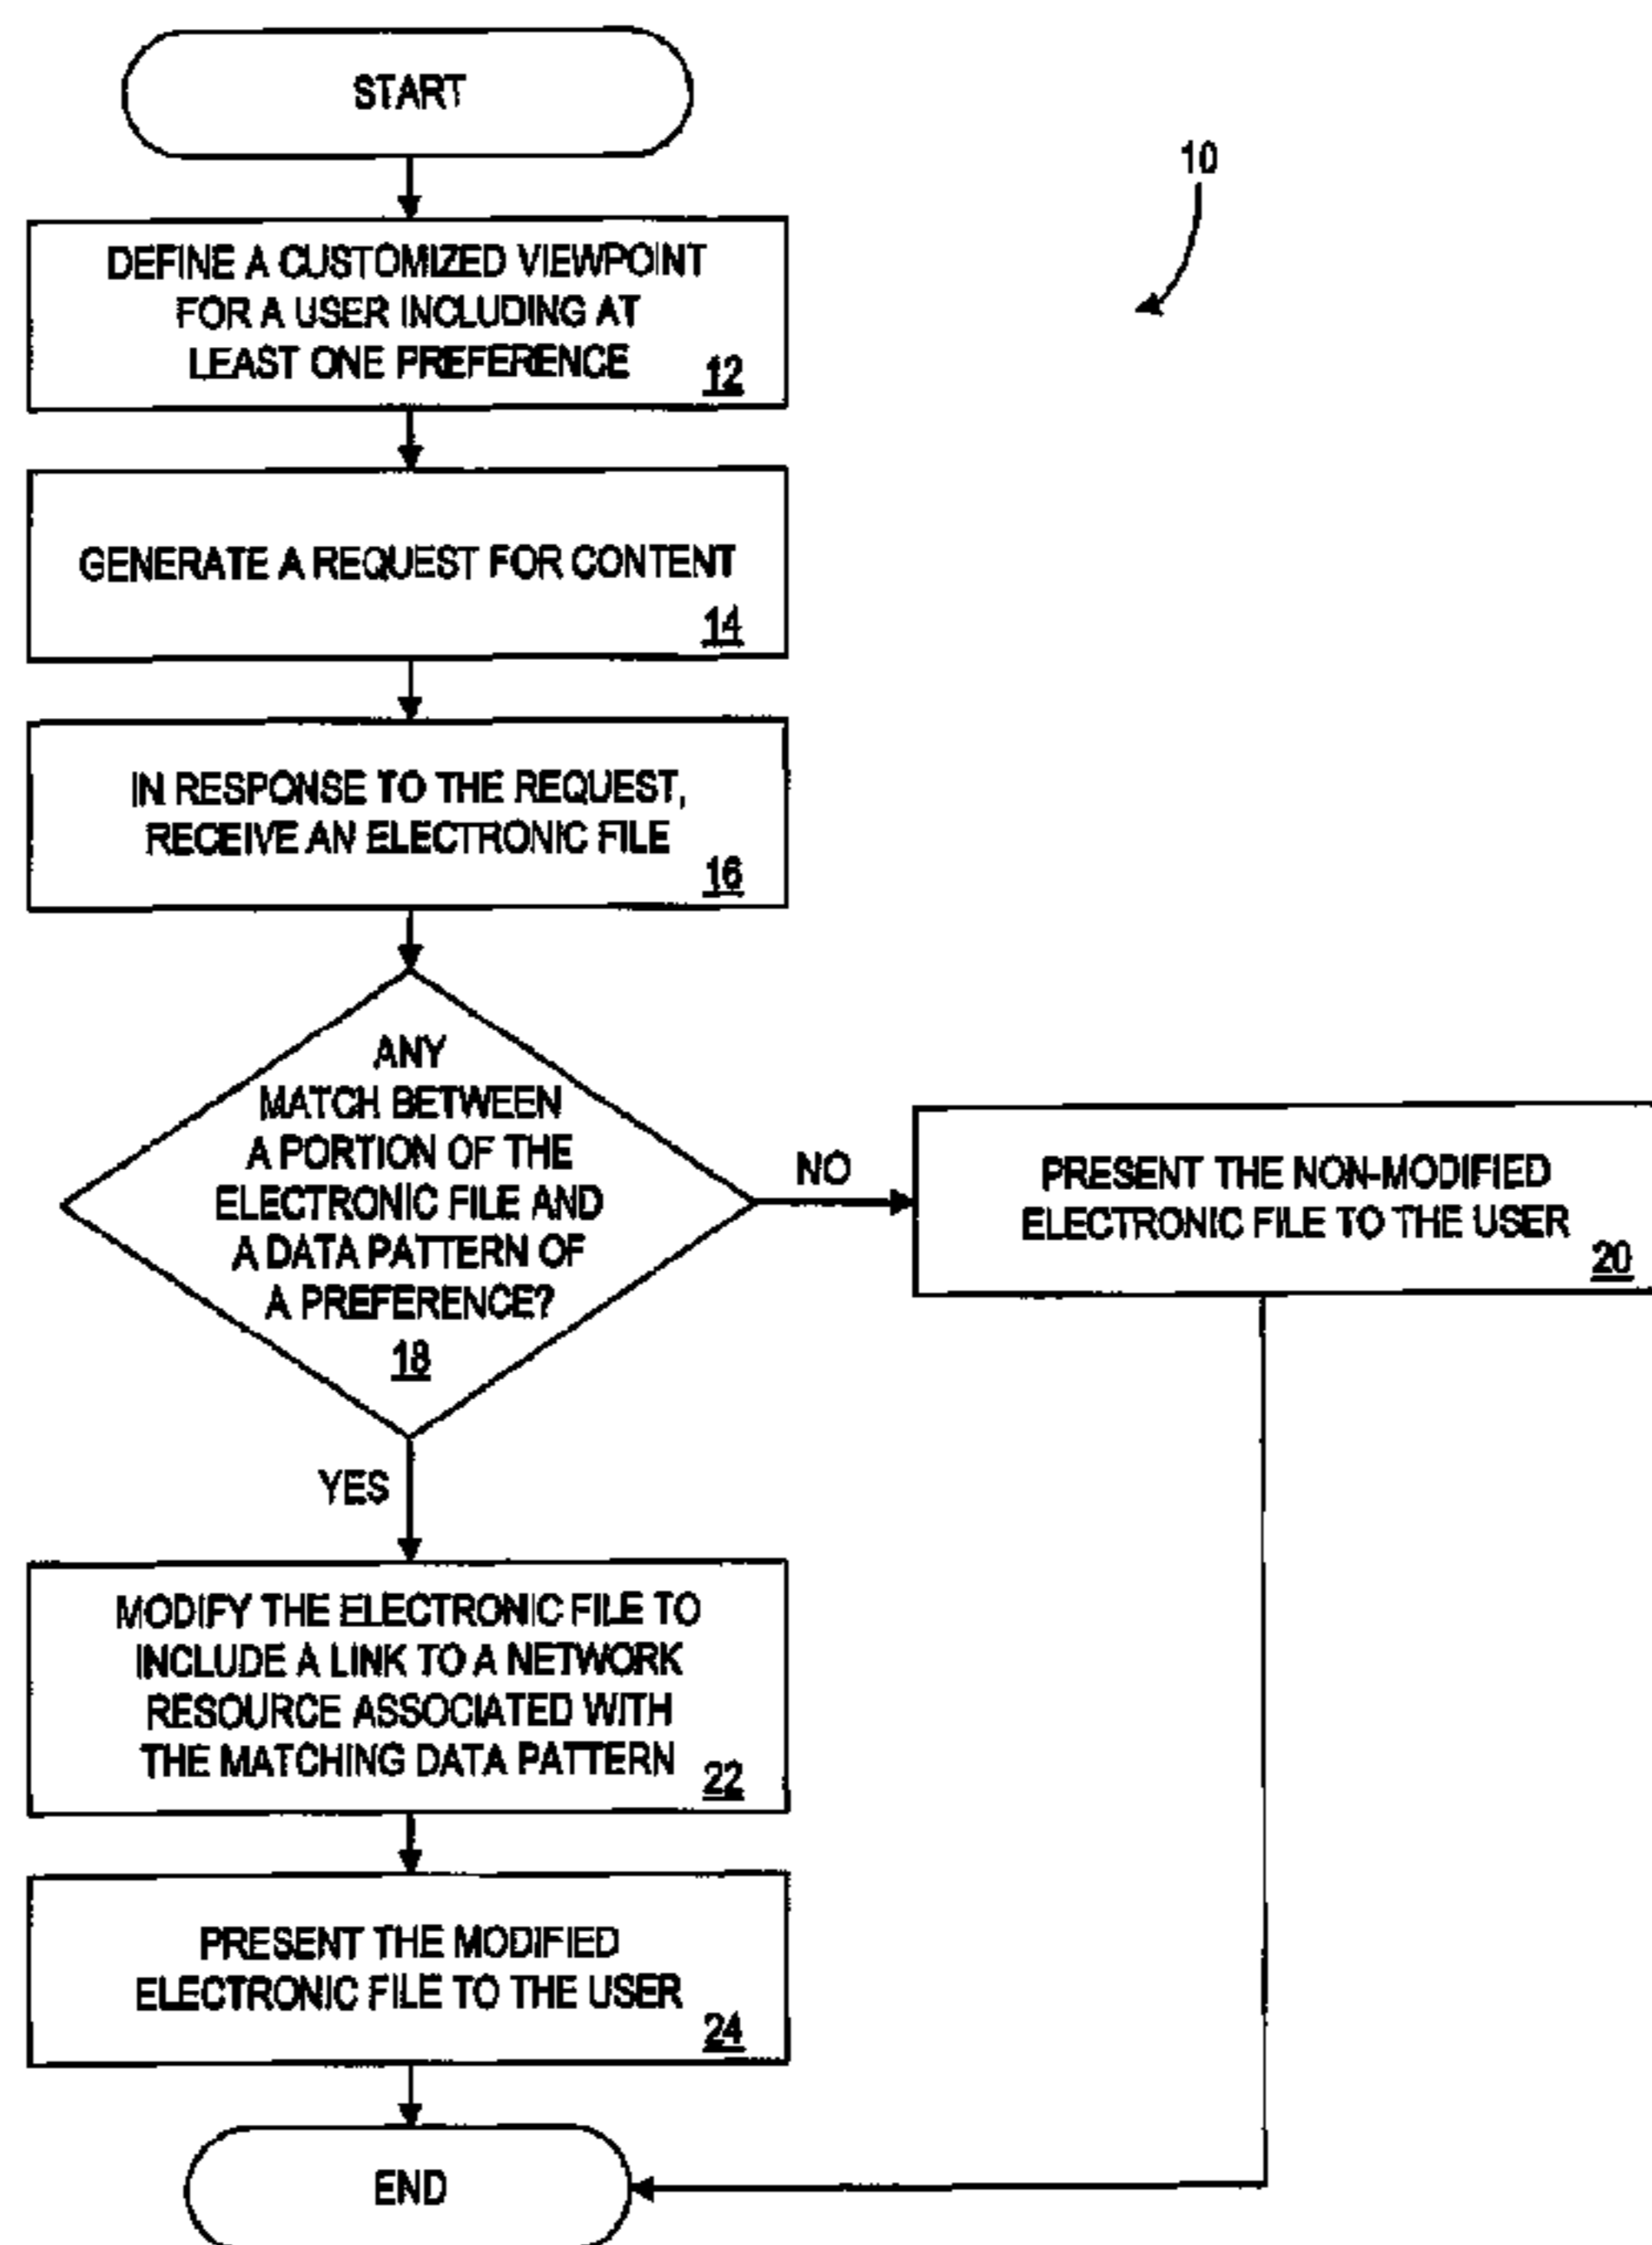 START
10
DEFINE A CUSTOMIZED VIEWPOINT
FOR A USER INCLUDING AT
LEAST ONE PREFERENCE
12
GENERATE A REQUEST FOR CONTENT
14
IN RESPONSE TO THE REQUEST,
RECEIVE AN ELECTRONIC FILE
16
ANY
MATCH BETWEEN
A PORTION OF THE
ELECTRONIC FILE AND
A DATA PATTERN OF
A PREFERENCE?
18
NO
PRESENT THE NON-MODIFIED
ELECTRONIC FILE TO THE USER
20
YES
MODIFY THE ELECTRONIC FILE TO
INCLUDE A LINK TO A NETWORK
RESOURCE ASSOCIATED WITH
THE MATCHING DATA PATTERN
22
PRESENT THE MODIFIED
ELECTRONIC FILE TO THE USER
24
END